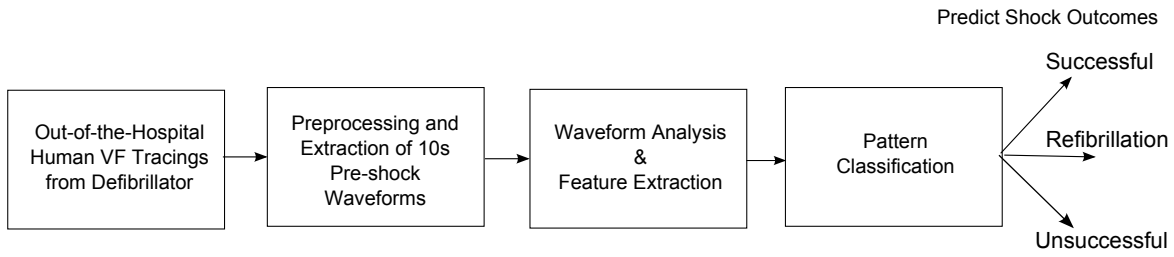 Predict Shock Outcomes
Out-of-the-Hospital
Human VF Tracings
from Defibrillator
Preprocessing and
Extraction of 10s
Pre-shock
Waveforms
Waveform Analysis
&
Feature Extraction
Pattern
Classification
Successful
Refibrillation
Unsuccessful